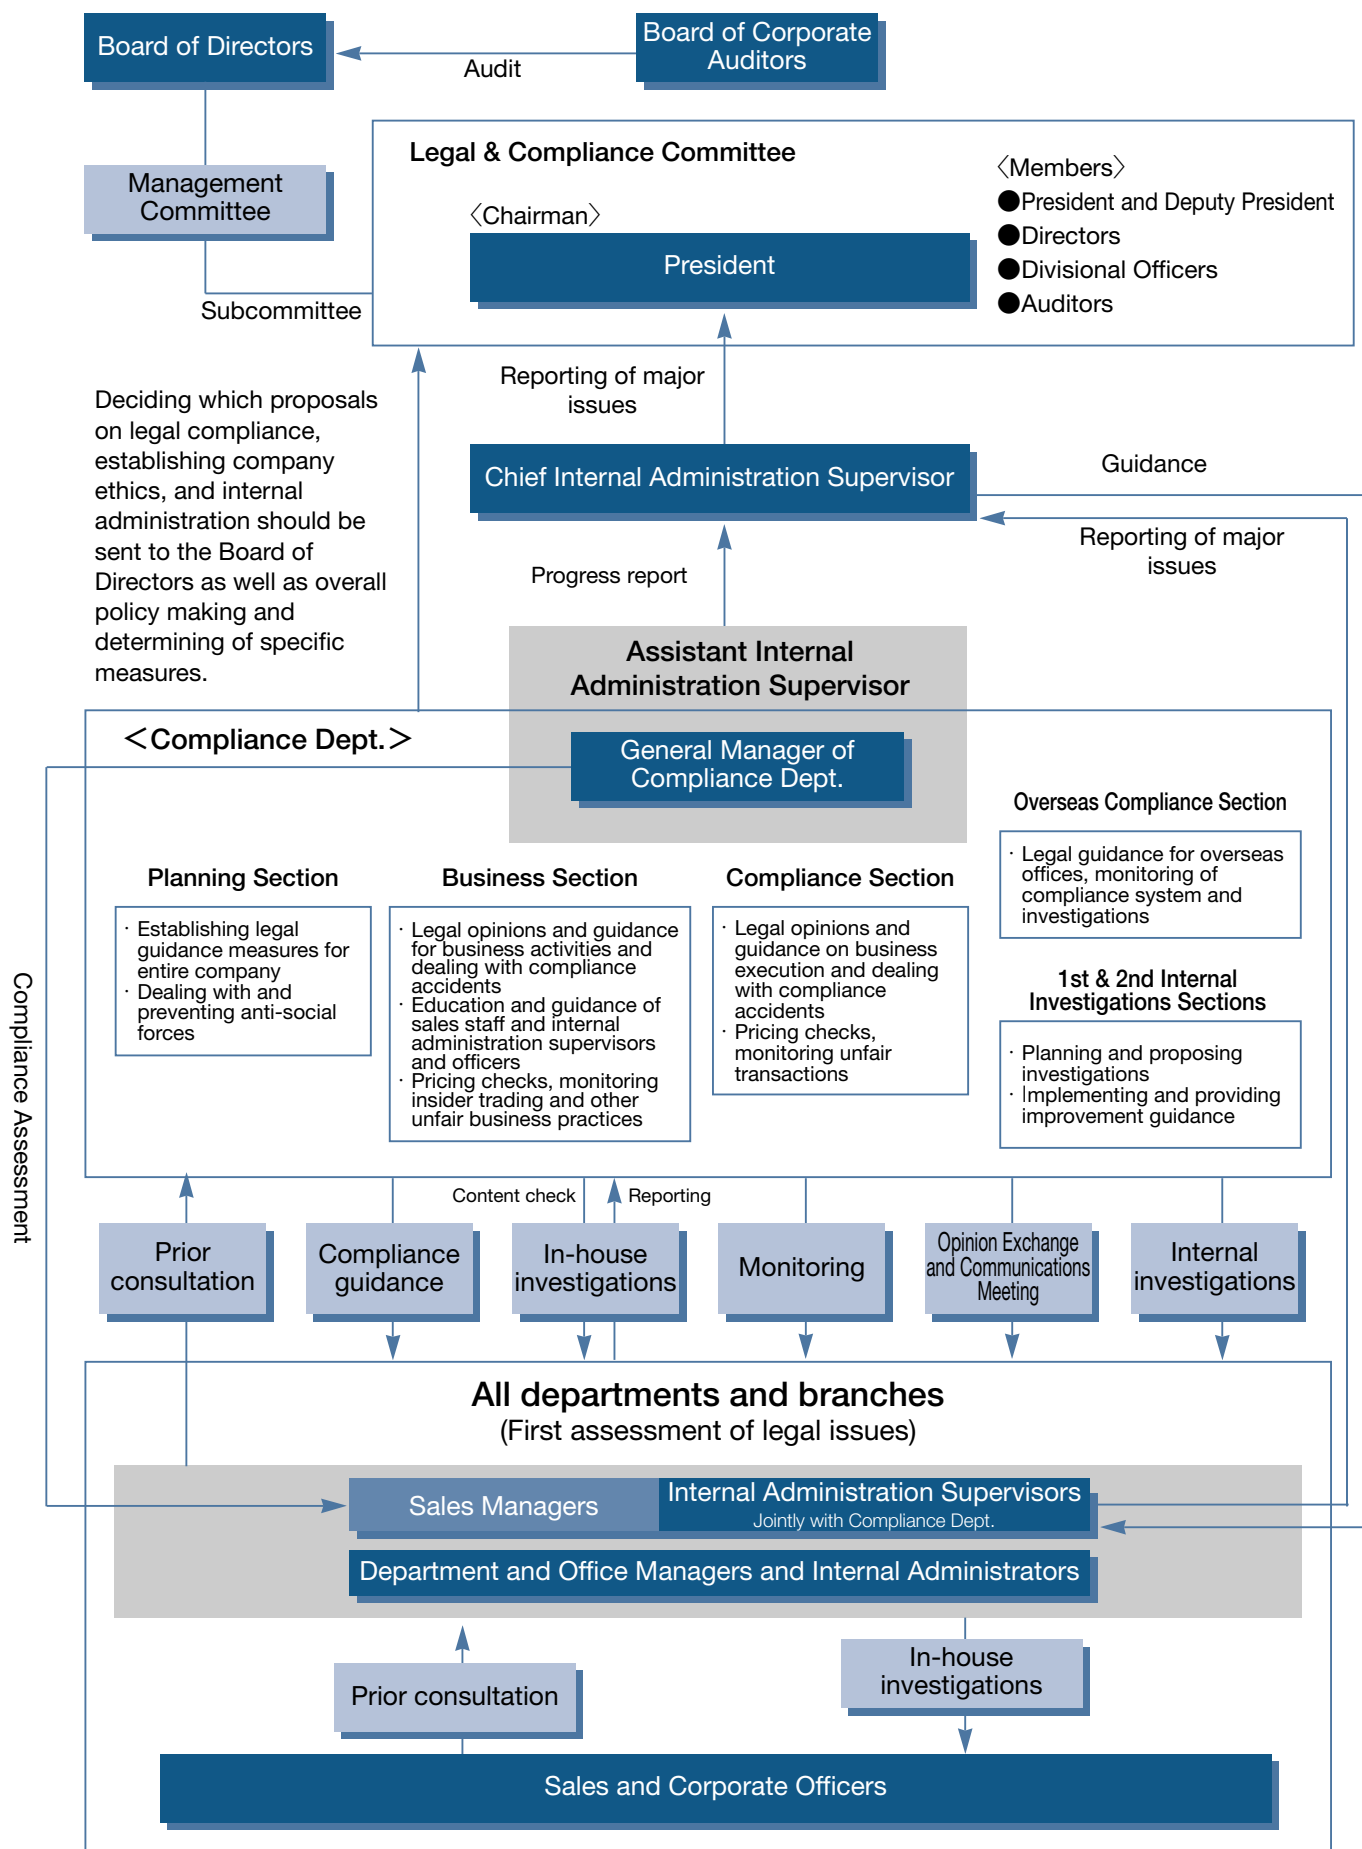 Board of Directors
Audit
Board of Corporate
Auditors
Management
Committee
Subcommittee
Legal & Compliance Committee
〈Chairman〉
President
〈Members〉
●President and Deputy President
●Directors
●Divisional Officers
●Auditors
Deciding which proposals
on legal compliance,
establishing company
ethics, and internal
administration should be
sent to the Board of
Directors as well as overall
policy making and
determining of specific
measures.
Reporting of major
issues
Chief Internal Administration Supervisor
Guidance
Reporting of major
issues
Progress report
Assistant Internal
Administration Supervisor
<Compliance Dept.>
General Manager of
Compliance Dept.
Planning Section
· Establishing legal
guidance measures for
entire company
· Dealing with and
preventing anti-social
forces
Business Section
· Legal opinions and guidance
for business activities and
dealing with compliance
accidents
· Education and guidance of
sales staff and internal
administration supervisors
and officers
· Pricing checks, monitoring
insider trading and other
unfair business practices
Compliance Section
· Legal opinions and
guidance on business
execution and dealing
with compliance
accidents
· Pricing checks,
monitoring unfair
transactions
Overseas Compliance Section
· Legal guidance for overseas
offices, monitoring of
compliance system and
investigations
1st & 2nd Internal
Investigations Sections
· Planning and proposing
investigations
· Implementing and providing
improvement guidance
Compliance Assessment
Content check
Reporting
Prior
consultation
Compliance
guidance
In-house
investigations
Monitoring
Opinion Exchange
and Communications
Meeting
Internal
investigations
All departments and branches
(First assessment of legal issues)
Sales Managers
Internal Administration Supervisors
Jointly with Compliance Dept.
Department and Office Managers and Internal Administrators
Prior consultation
In-house
investigations
Sales and Corporate Officers